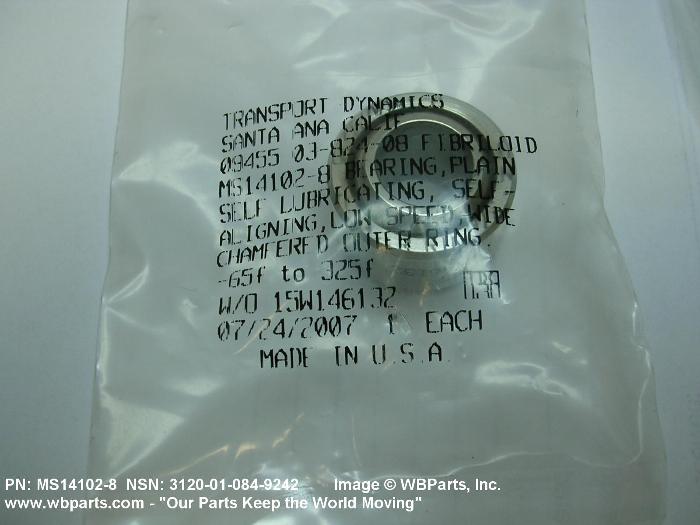 TRANSPORT DYNAMICS
SANTA ANA CALIF
09455 03-824-08 FIBRILOID
MS14102-8 BEARING,PLAIN
SELF LUBRICATING, SELF-
ALIGNING,LOW SPEED,WIDE
CHAMFERED OUTER RING.
-65f to 325f
W/O 15W146132
07/24/2007 1 EACH
MADE IN U.S.A.
PN: MS14102-8 NSN: 3120-01-084-9242 Image © WBParts, Inc.
www.wbparts.com - "Our Parts Keep the World Moving"